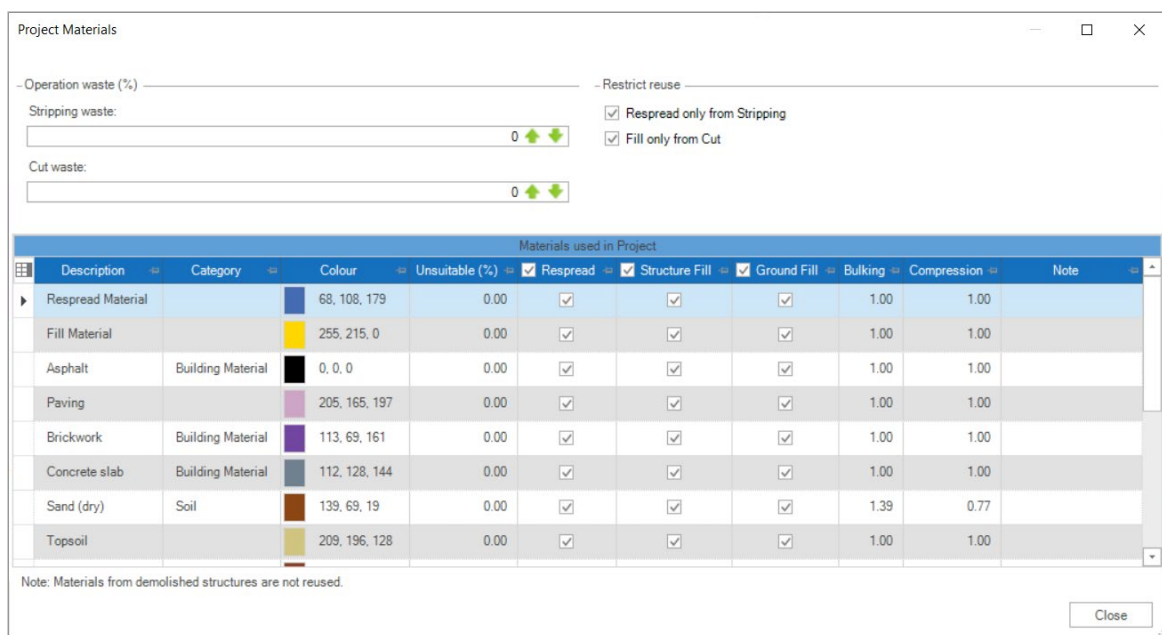 Project Materials
Operation waste (%)
Restrict reuse
Stripping waste:
Respread only from Stripping
0
Fill only from Cut
Cut waste:
0
Materials used in Project
Description Category Colour Unsuitable (%) Respread Structure Fill Ground Fill Bulking Compression Note
Respread Material 68, 108, 179 0.00 1.00 1.00
Fill Material 255, 215, 0 0.00 1.00 1.00
Asphalt Building Material 0, 0, 0 0.00 1.00 1.00
Paving 205, 165, 197 0.00 1.00 1.00
Brickwork Building Material 113, 69, 161 0.00 1.00 1.00
Concrete slab Building Material 112, 128, 144 0.00 1.00 1.00
Sand (dry) Soil 139, 69, 19 0.00 1.39 0.77
Topsoil 209, 196, 128 0.00 1.00 1.00
Note: Materials from demolished structures are not reused.
Close